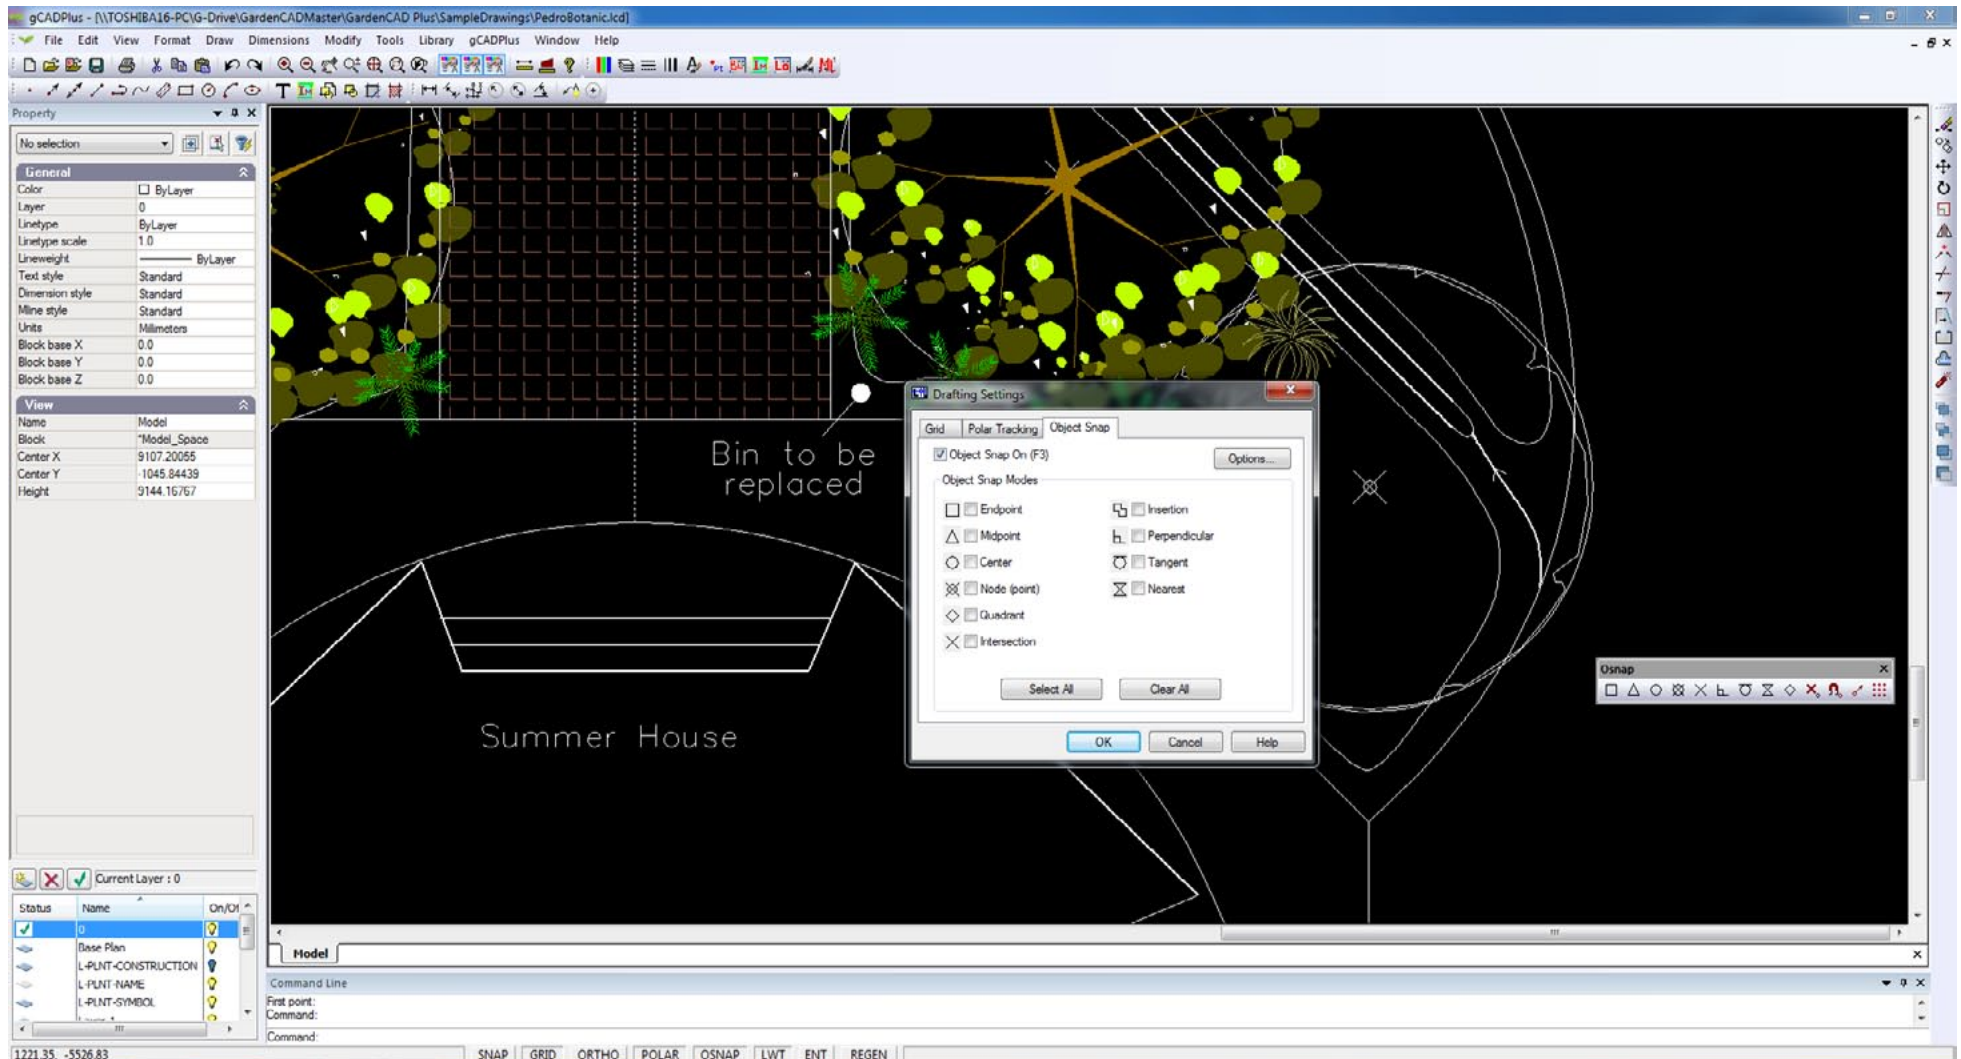 gCADPlus - [\\TOSHIBA16-PC\G-Drive\GardenCADMaster\GardenCAD Plus\SampleDrawings\PedroBotanic.lcd]
File Edit View Format Draw Dimensions Modify Tools Library gCADPlus Window Help
Property
No selection
General
Color ByLayer
Layer 0
Linetype ByLayer
Linetype scale 1.0
Lineweight ByLayer
Text style Standard
Dimension style Standard
Mline style Standard
Units Milimeters
Block base X 0.0
Block base Y 0.0
Block base Z 0.0
View
Name Model
Block *Model_Space
Center X 9107.20055
Center Y -1045.84439
Height 9144.16767
Current Layer : 0
Status Name On/Of
0
Base Plan
L-PLNT-CONSTRUCTION
L-PLNT-NAME
L-PLNT-SYMBOL
Bin to be
replaced
Summer House
Drafting Settings
Grid Polar Tracking Object Snap
Object Snap On (F3) Options...
Object Snap Modes
Endpoint Insertion
Midpoint Perpendicular
Center Tangent
Node (point) Nearest
Quadrant
Intersection
Select All Clear All
OK Cancel Help
Osnap
Model
Command Line
First point:
Command:
Command:
1221.35, -5526.83 SNAP GRID ORTHO POLAR OSNAP LWT ENT REGEN